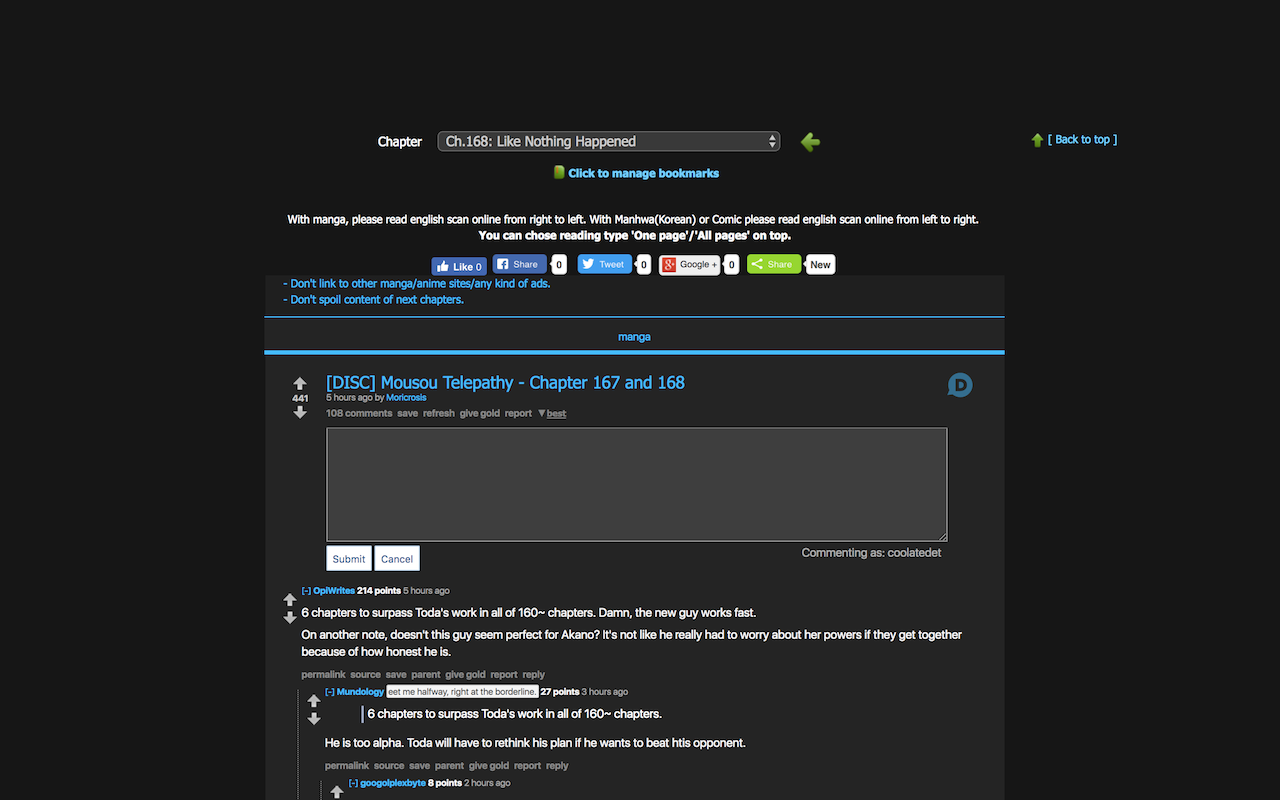 Chapter Ch.168: Like Nothing Happened [ Back to top ]
Click to manage bookmarks
With manga, please read english scan online from right to left. With Manhwa(Korean) or Comic please read english scan online from left to right.
You can chose reading type 'One page'/'All pages' on top.
Like 0 Share 0 Tweet 0 Google + 0 Share New
- Don't link to other manga/anime sites/any kind of ads.
- Don't spoil content of next chapters.
manga
[DISC] Mousou Telepathy - Chapter 167 and 168
441
5 hours ago by Moricrosis
108 comments save refresh give gold report ▼best
Submit Cancel
Commenting as: coolatedet
[-] OpiWrites 214 points 5 hours ago
6 chapters to surpass Toda's work in all of 160~ chapters. Damn, the new guy works fast.
On another note, doesn't this guy seem perfect for Akano? It's not like he really had to worry about her powers if they get together
because of how honest he is.
permalink source save parent give gold report reply
[-] Mundology eet me halfway, right at the borderline. 27 points 3 hours ago
6 chapters to surpass Toda's work in all of 160~ chapters.
He is too alpha. Toda will have to rethink his plan if he wants to beat htis opponent.
permalink source save parent give gold report reply
[-] googolplexbyte 8 points 2 hours ago